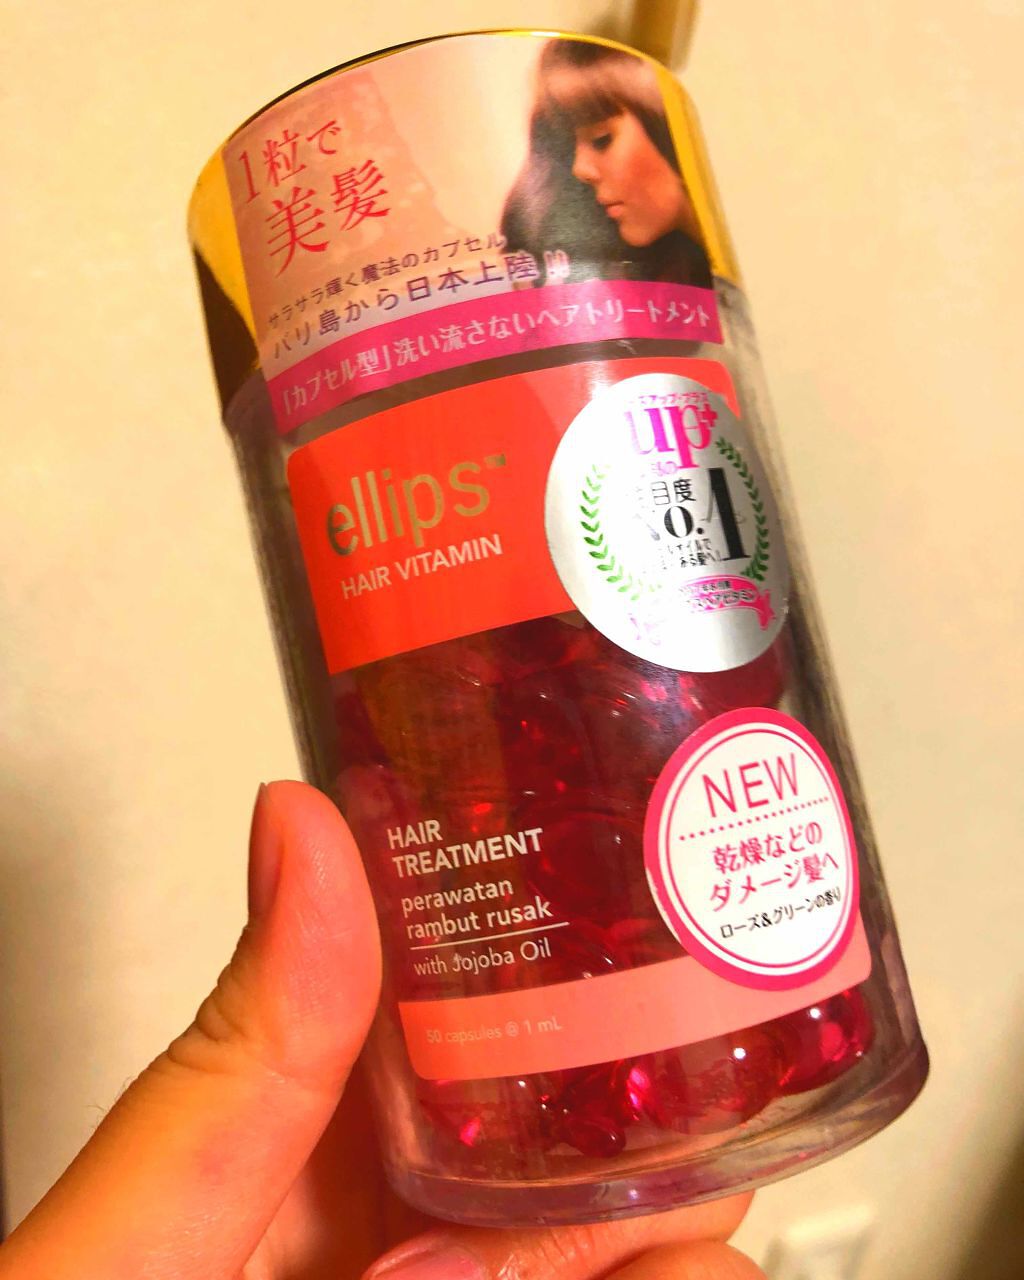 1粒で
美髪
サラサラ輝く魔法のカプセル
バリ島から日本上陸!!
「カプセル型」洗い流さないヘアトリートメント
ellips™
HAIR VITAMIN
up+
目度
No.1
NEW
乾燥などの
ダメージ髪へ
ローズ&グリーンの香り
HAIR
TREATMENT
perawatan
rambut rusak
with Jojoba Oil
50 capsules @ 1 mL